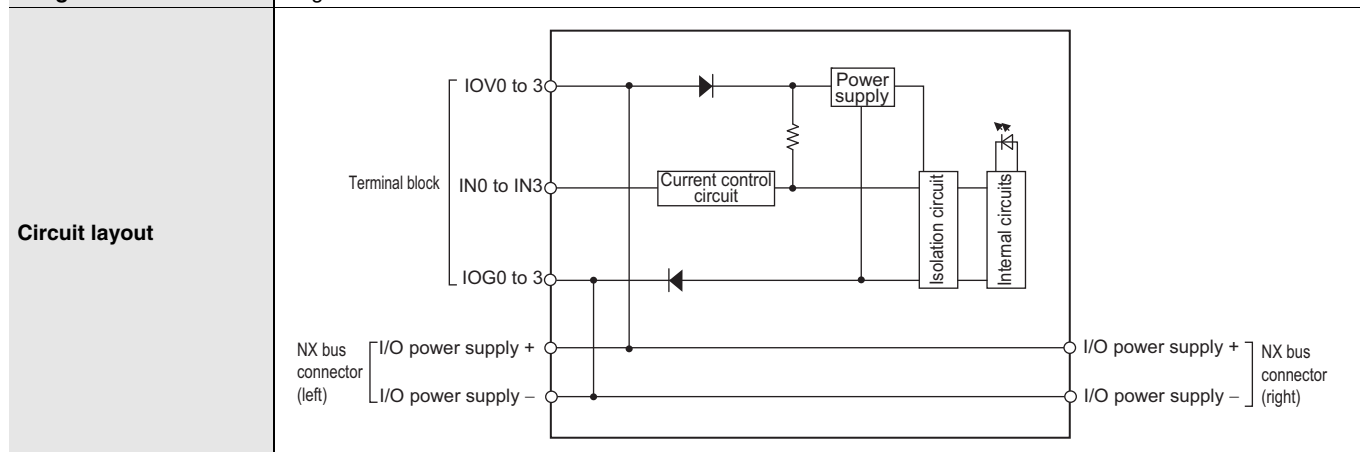 Circuit layout
Terminal block
IOV0 to 3
IN0 to IN3
IOG0 to 3
Current control
circuit
Power
supply
Isolation circuit
Internal circuits
NX bus
connector
(left)
I/O power supply +
I/O power supply −
I/O power supply +
I/O power supply −
NX bus
connector
(right)